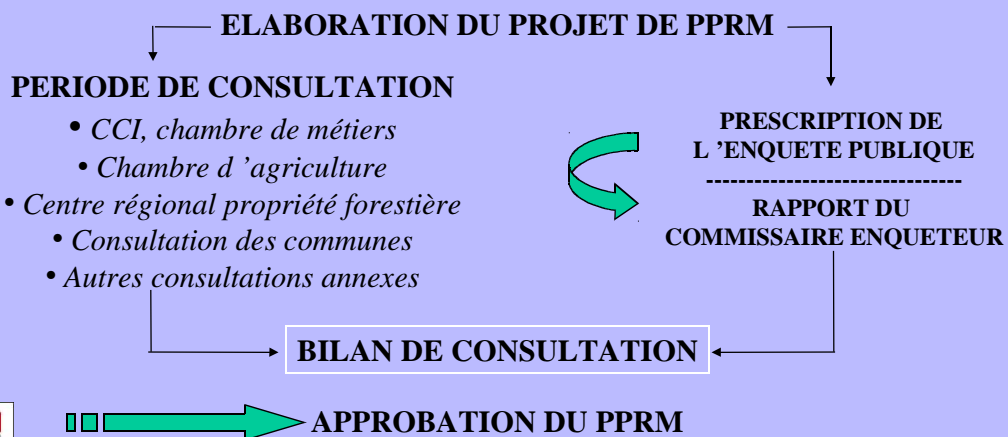 ELABORATION DU PROJET DE PPRM
PERIODE DE CONSULTATION
• CCI, chambre de métiers
• Chambre d ’agriculture
• Centre régional propriété forestière
• Consultation des communes
• Autres consultations annexes
PRESCRIPTION DE
L ’ENQUETE PUBLIQUE
--------------------------------
RAPPORT DU
COMMISSAIRE ENQUETEUR
BILAN DE CONSULTATION
APPROBATION DU PPRM